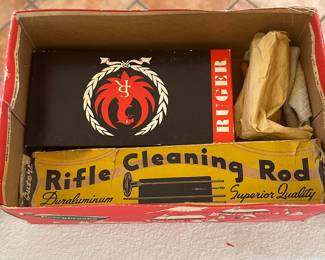 RUGER
Rifle Cleaning Rod
Duraluminum
Superior Quality